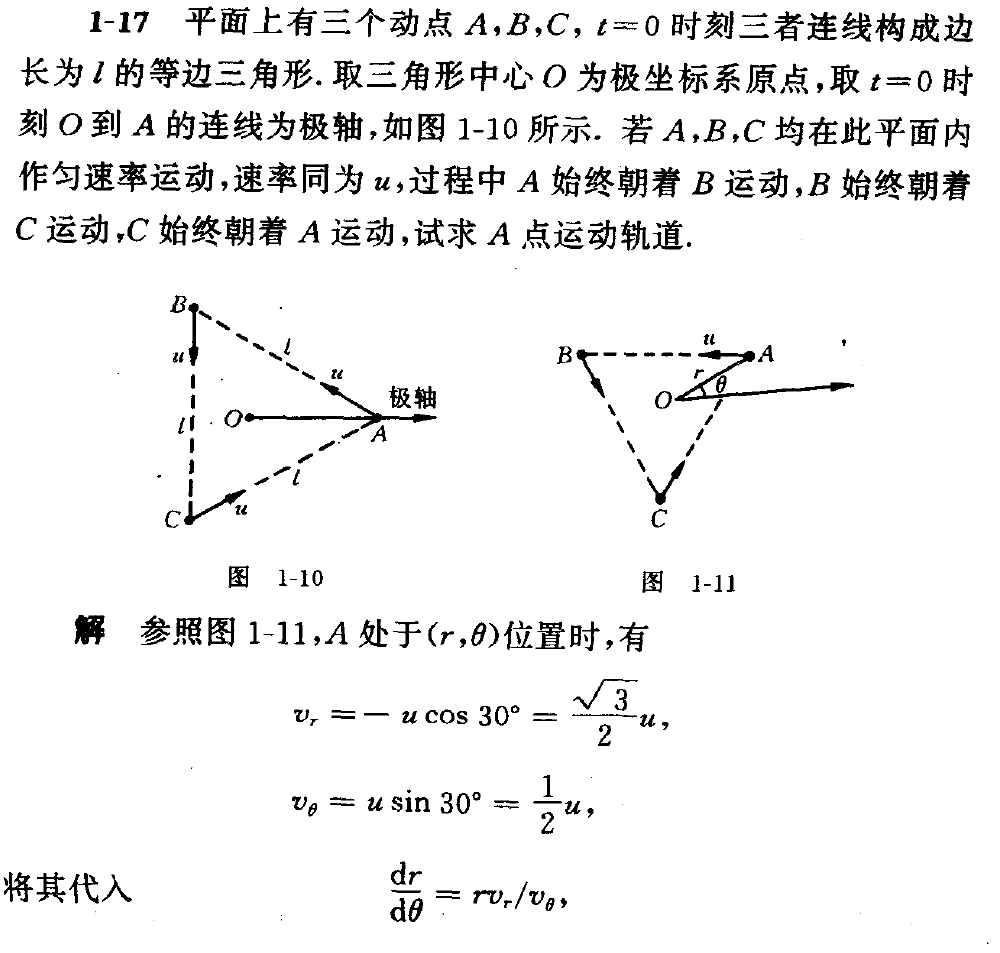 1-17 平面上有三个动点 A,B,C, t=0 时刻三者连线构成边
长为 l 的等边三角形.取三角形中心 O 为极坐标系原点,取 t=0 时
刻 O 到 A 的连线为极轴,如图 1-10 所示. 若 A,B,C 均在此平面内
作匀速率运动,速率同为 u,过程中 A 始终朝着 B 运动,B 始终朝着
C 运动,C 始终朝着 A 运动,试求 A 点运动轨道.
B
l
u
u
极轴
l
O
A
l
C
u
图 1-10
u
B
A
r
θ
O
C
图 1-11
解 参照图 1-11,A 处于(r,θ)位置时,有
v_r = - u cos 30° = \frac{\sqrt{3}}{2}u,
v_θ = u sin 30° = \frac{1}{2}u,
将其代入 \frac{dr}{dθ} = rv_r/v_θ,